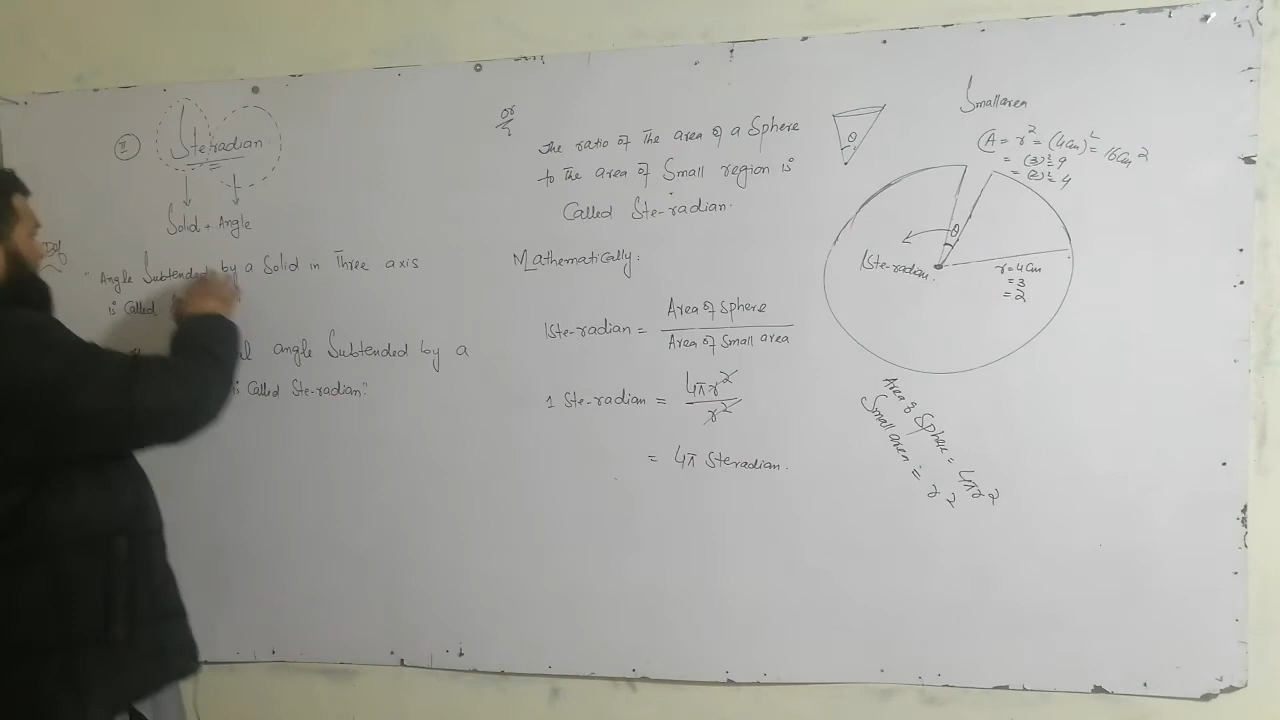 II Steradian
Solid + Angle
Def
"Angle Subtended by a Solid in Three axis
is Called
angle Subtended by a
is Called Ste-radian"
or
The ratio of The area of a Sphere
to The area of Small region is
Called Ste-radian.
Mathematically:
1Ste-radian = Area of Sphere / Area of Small area
1 Ste-radian = 4πr² / r²
= 4π Steradian.
θ
Small area
(A = r² = (4cm)² = 16cm²
= (3)² = 9
= (2)² = 4
θ
1Ste-radian.
r = 4cm
= 3
= 2
Area of Sphere = 4πr²
Small area = r²